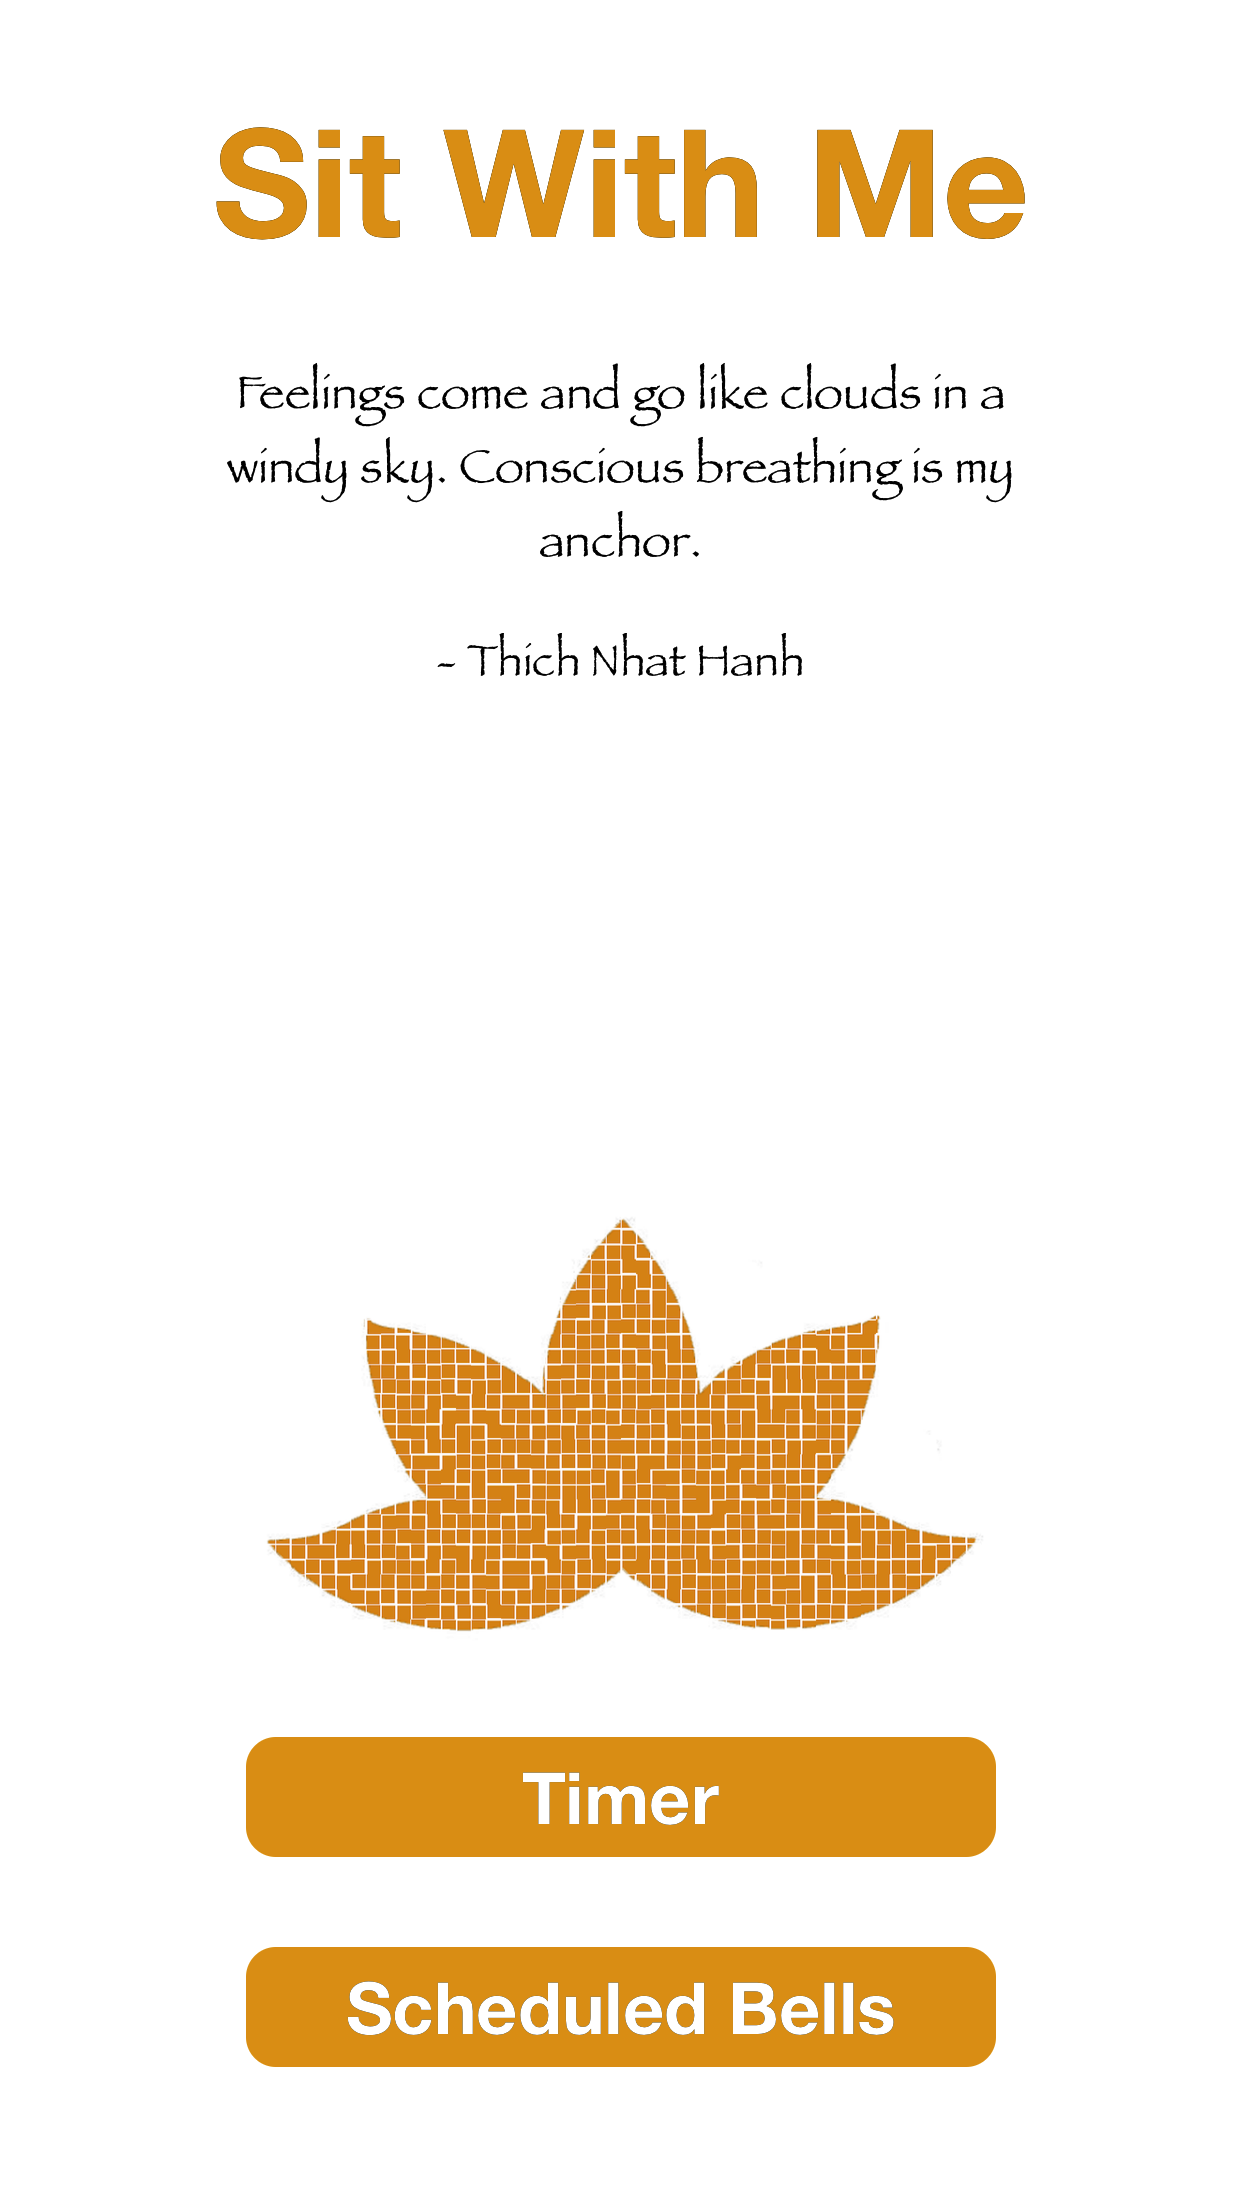 Sit With Me
Feelings come and go like clouds in a
windy sky. Conscious breathing is my
anchor.
- Thich Nhat Hanh
Timer
Scheduled Bells